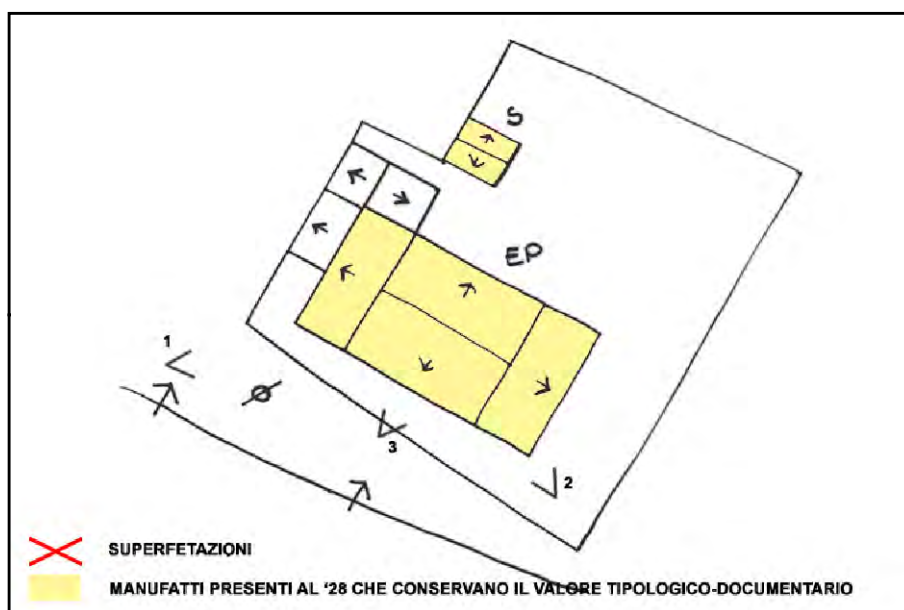 S
EP
1
3
2
SUPERFETAZIONI
MANUFATTI PRESENTI AL '28 CHE CONSERVANO IL VALORE TIPOLOGICO-DOCUMENTARIO